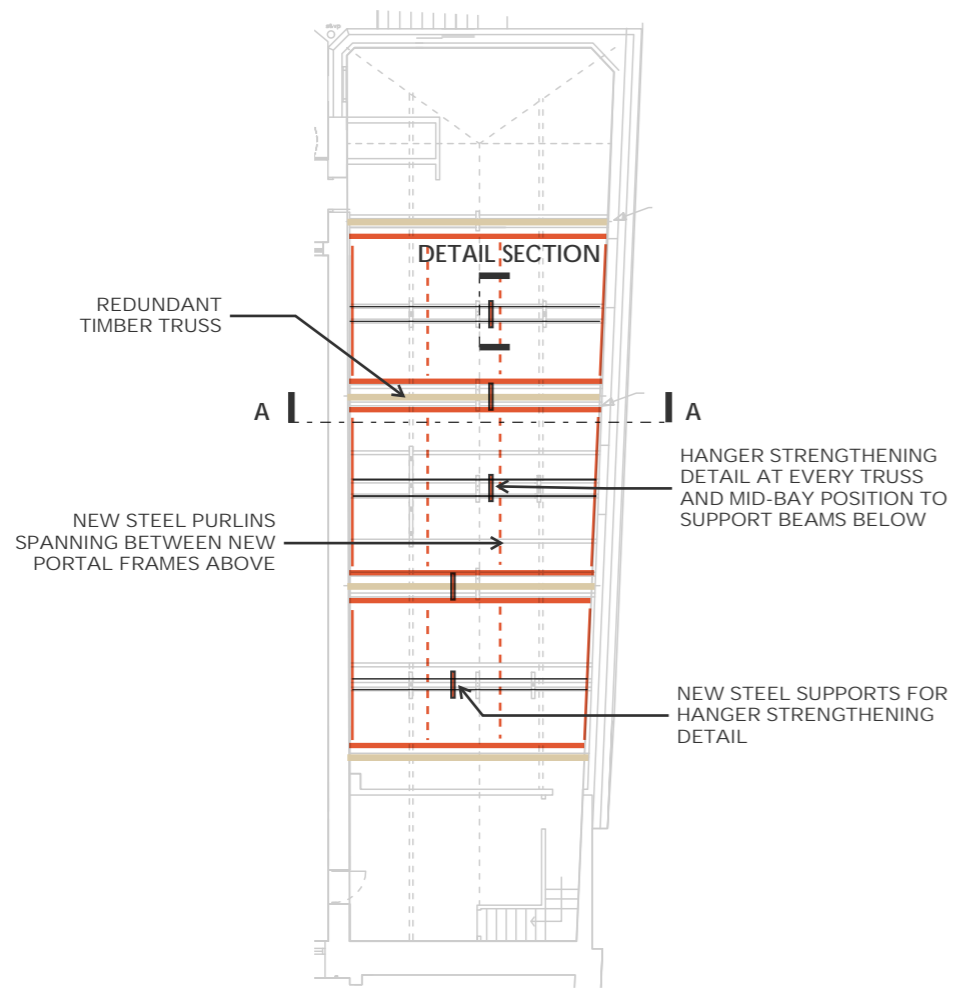 DETAIL SECTION
REDUNDANT
TIMBER TRUSS
A
A
HANGER STRENGTHENING
DETAIL AT EVERY TRUSS
AND MID-BAY POSITION TO
SUPPORT BEAMS BELOW
NEW STEEL PURLINS
SPANNING BETWEEN NEW
PORTAL FRAMES ABOVE
NEW STEEL SUPPORTS FOR
HANGER STRENGTHENING
DETAIL